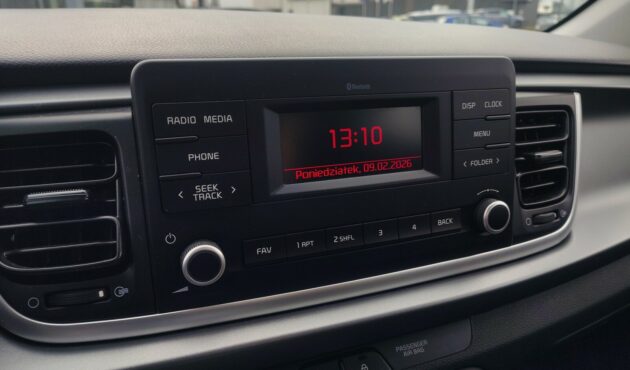 Bluetooth
RADIO MEDIA
PHONE
< SEEK >
TRACK
13:10
Poniedziałek, 09.02.2026
DISP CLOCK
MENU
< FOLDER >
FAV
1 RPT
2 SHFL
3
4
BACK
PASSENGER
AIR BAG